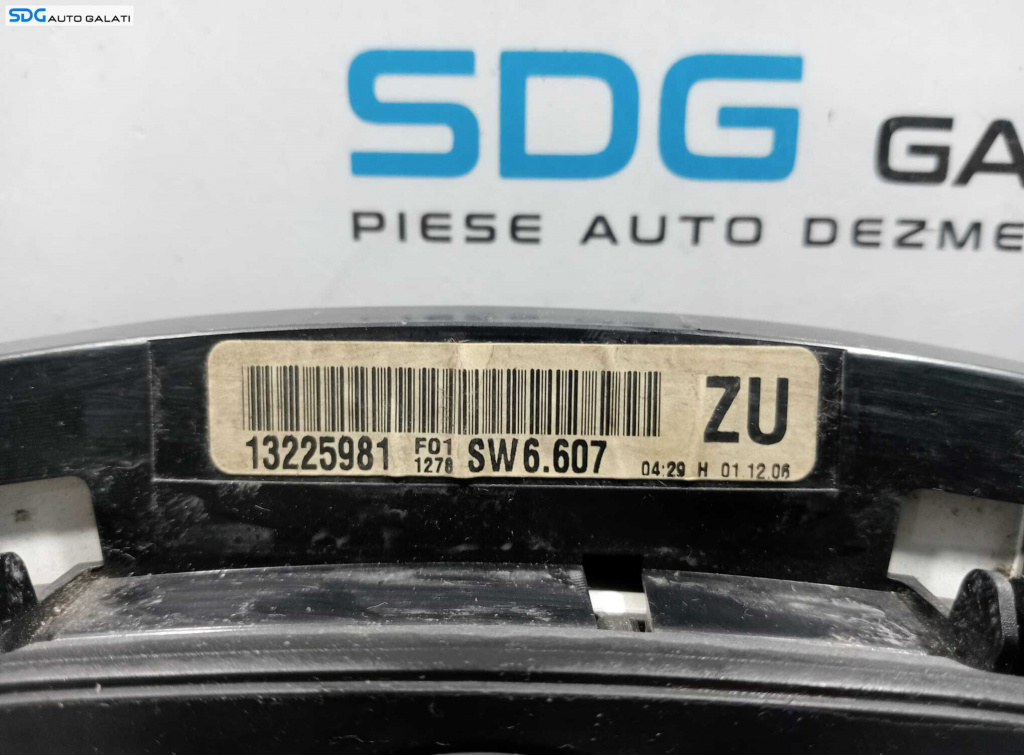 SDG AUTO GALATI
SDG GA
PIESE AUTO DEZME
ZU
13225981 F01 1278 SW6.607 04:29 H 01 12.06